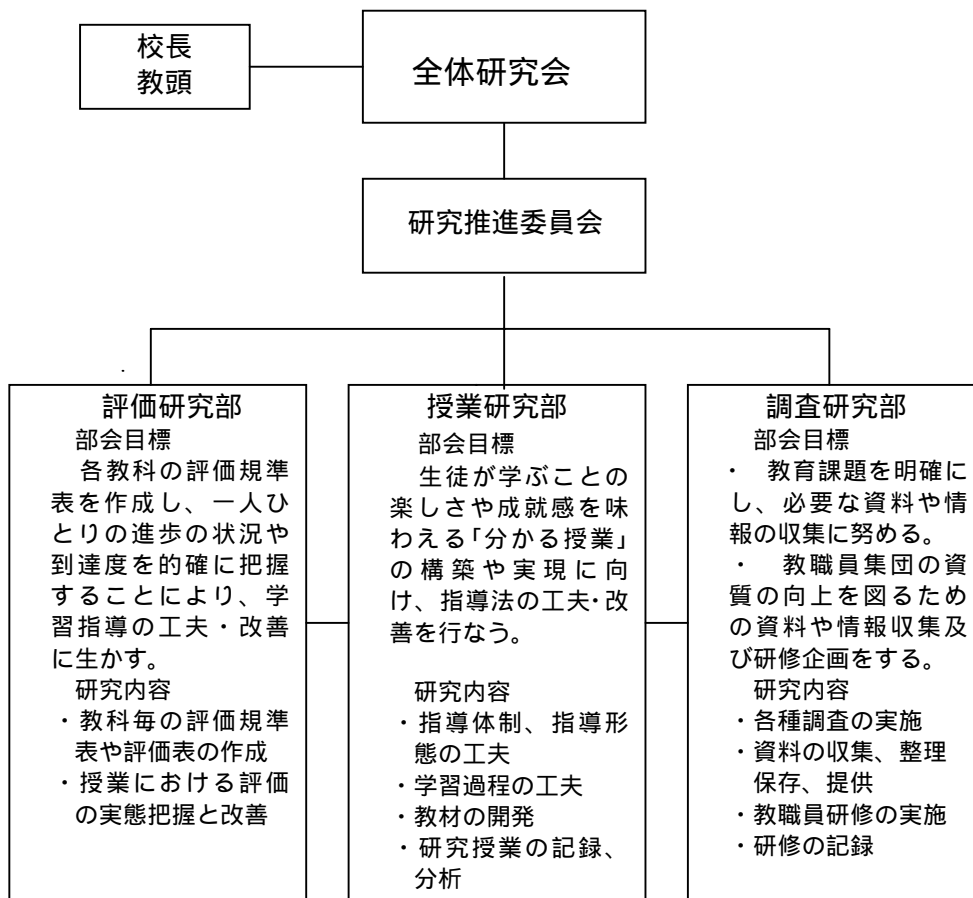 校長
教頭
全体研究会
研究推進委員会
評価研究部
部会目標
各教科の評価規準
表を作成し、一人ひ
とりの進歩の状況や
到達度を的確に把握
することにより、学
習指導の工夫・改善
に生かす。
研究内容
・教科毎の評価規準
表や評価表の作成
・授業における評価
の実態把握と改善
授業研究部
部会目標
生徒が学ぶことの
楽しさや成就感を味
わえる「分かる授業」
の構築や実現に向
け、指導法の工夫・改
善を行なう。
研究内容
・指導体制、指導形
態の工夫
・学習過程の工夫
・教材の開発
・研究授業の記録、
分析
調査研究部
部会目標
・ 教育課題を明確に
し、必要な資料や情
報の収集に努める。
・ 教職員集団の資
質の向上を図るため
の資料や情報収集及
び研修企画をする。
研究内容
・各種調査の実施
・資料の収集、整理
保存、提供
・教職員研修の実施
・研修の記録